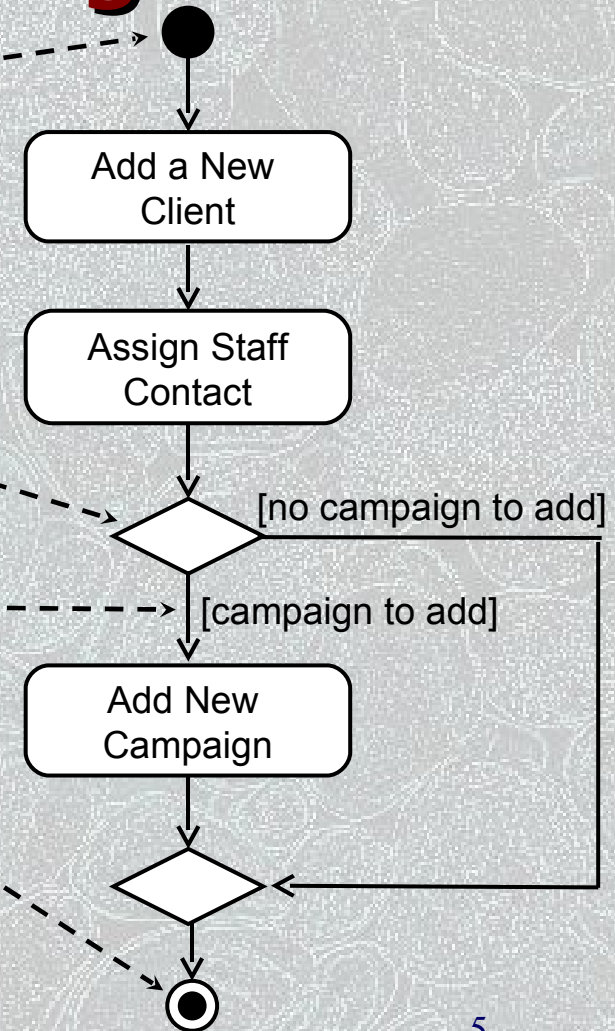 Add a New
Client
Assign Staff
Contact
[no campaign to add]
[campaign to add]
Add New
Campaign
5